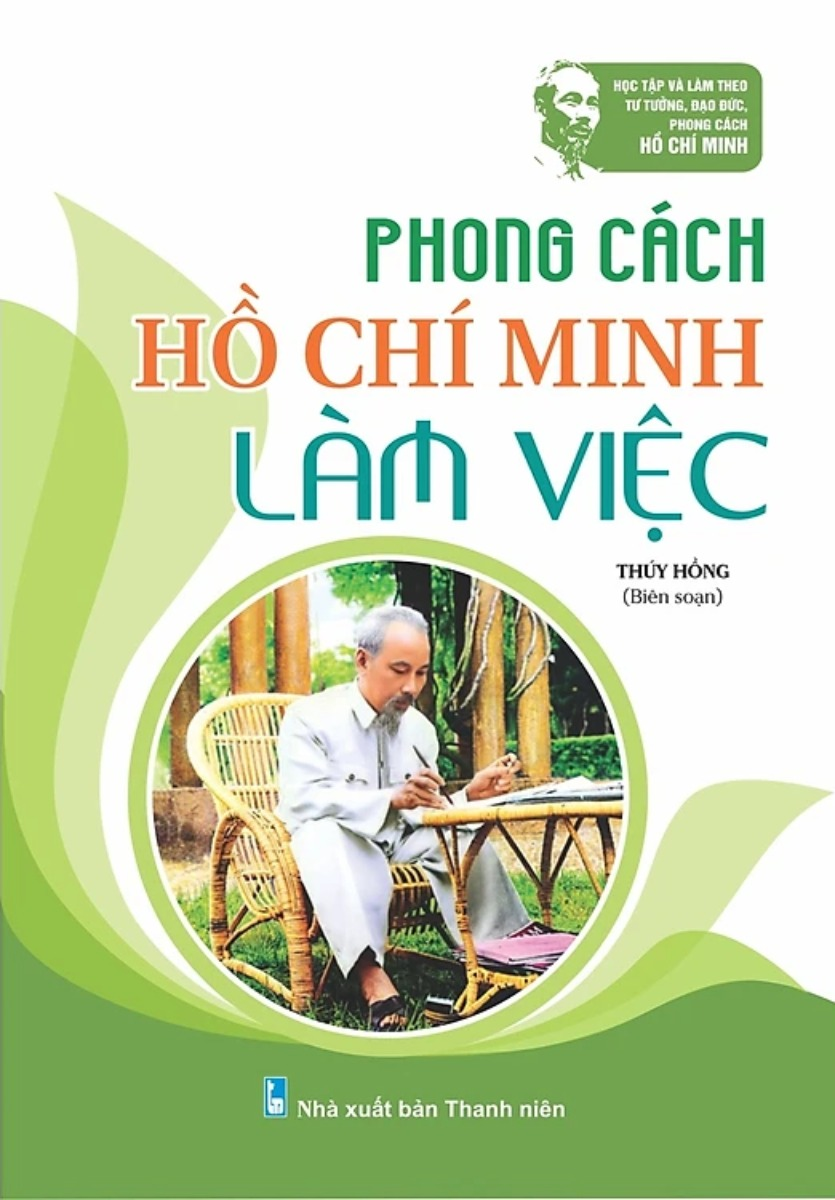 HỌC TẬP VÀ LÀM THEO
TƯ TƯỞNG, ĐẠO ĐỨC,
PHONG CÁCH
HỒ CHÍ MINH
PHONG CÁCH
HỒ CHÍ MINH
LÀM VIỆC
THÚY HỒNG
(Biên soạn)
Nhà xuất bản Thanh niên